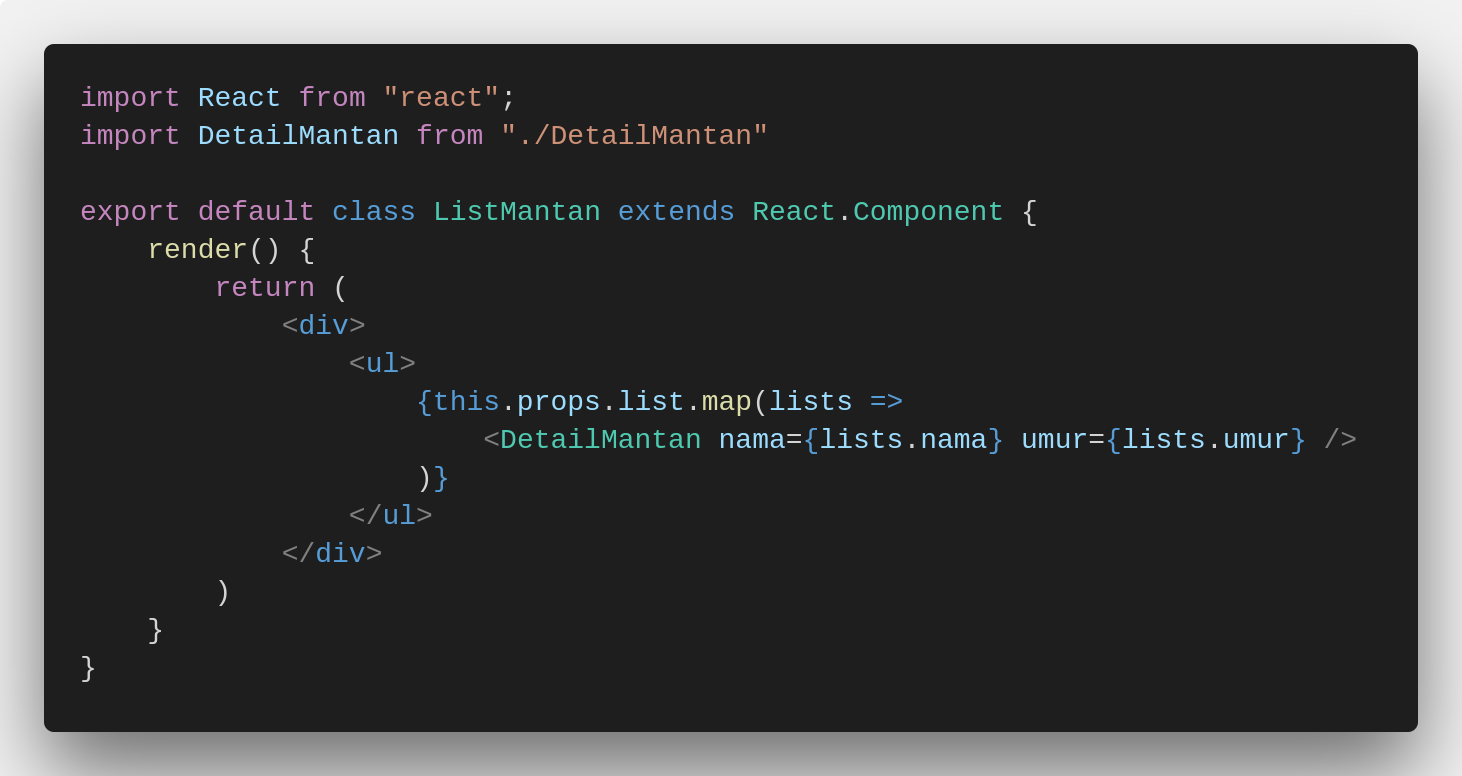 import React from "react";
import DetailMantan from "./DetailMantan"

export default class ListMantan extends React.Component {
    render() {
        return (
            <div>
                <ul>
                    {this.props.list.map(lists =>
                        <DetailMantan nama={lists.nama} umur={lists.umur} />
                    )}
                </ul>
            </div>
        )
    }
}